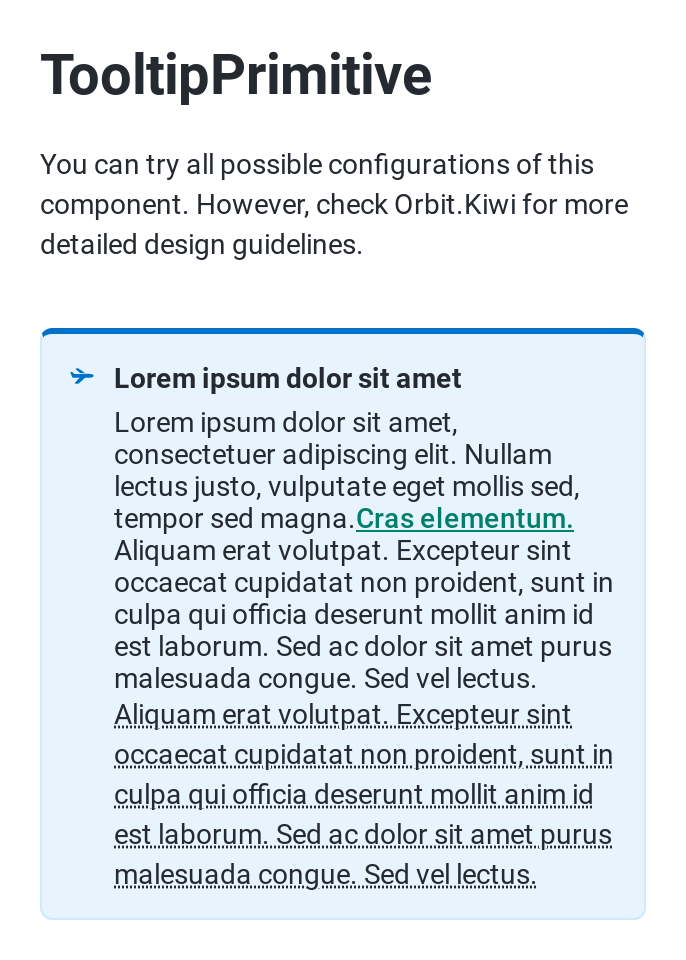 TooltipPrimitive
You can try all possible configurations of this
component. However, check Orbit.Kiwi for more
detailed design guidelines.
Lorem ipsum dolor sit amet
Lorem ipsum dolor sit amet,
consectetuer adipiscing elit. Nullam
lectus justo, vulputate eget mollis sed,
tempor sed magna.Cras elementum.
Aliquam erat volutpat. Excepteur sint
occaecat cupidatat non proident, sunt in
culpa qui officia deserunt mollit anim id
est laborum. Sed ac dolor sit amet purus
malesuada congue. Sed vel lectus.
Aliquam erat volutpat. Excepteur sint
occaecat cupidatat non proident, sunt in
culpa qui officia deserunt mollit anim id
est laborum. Sed ac dolor sit amet purus
malesuada congue. Sed vel lectus.